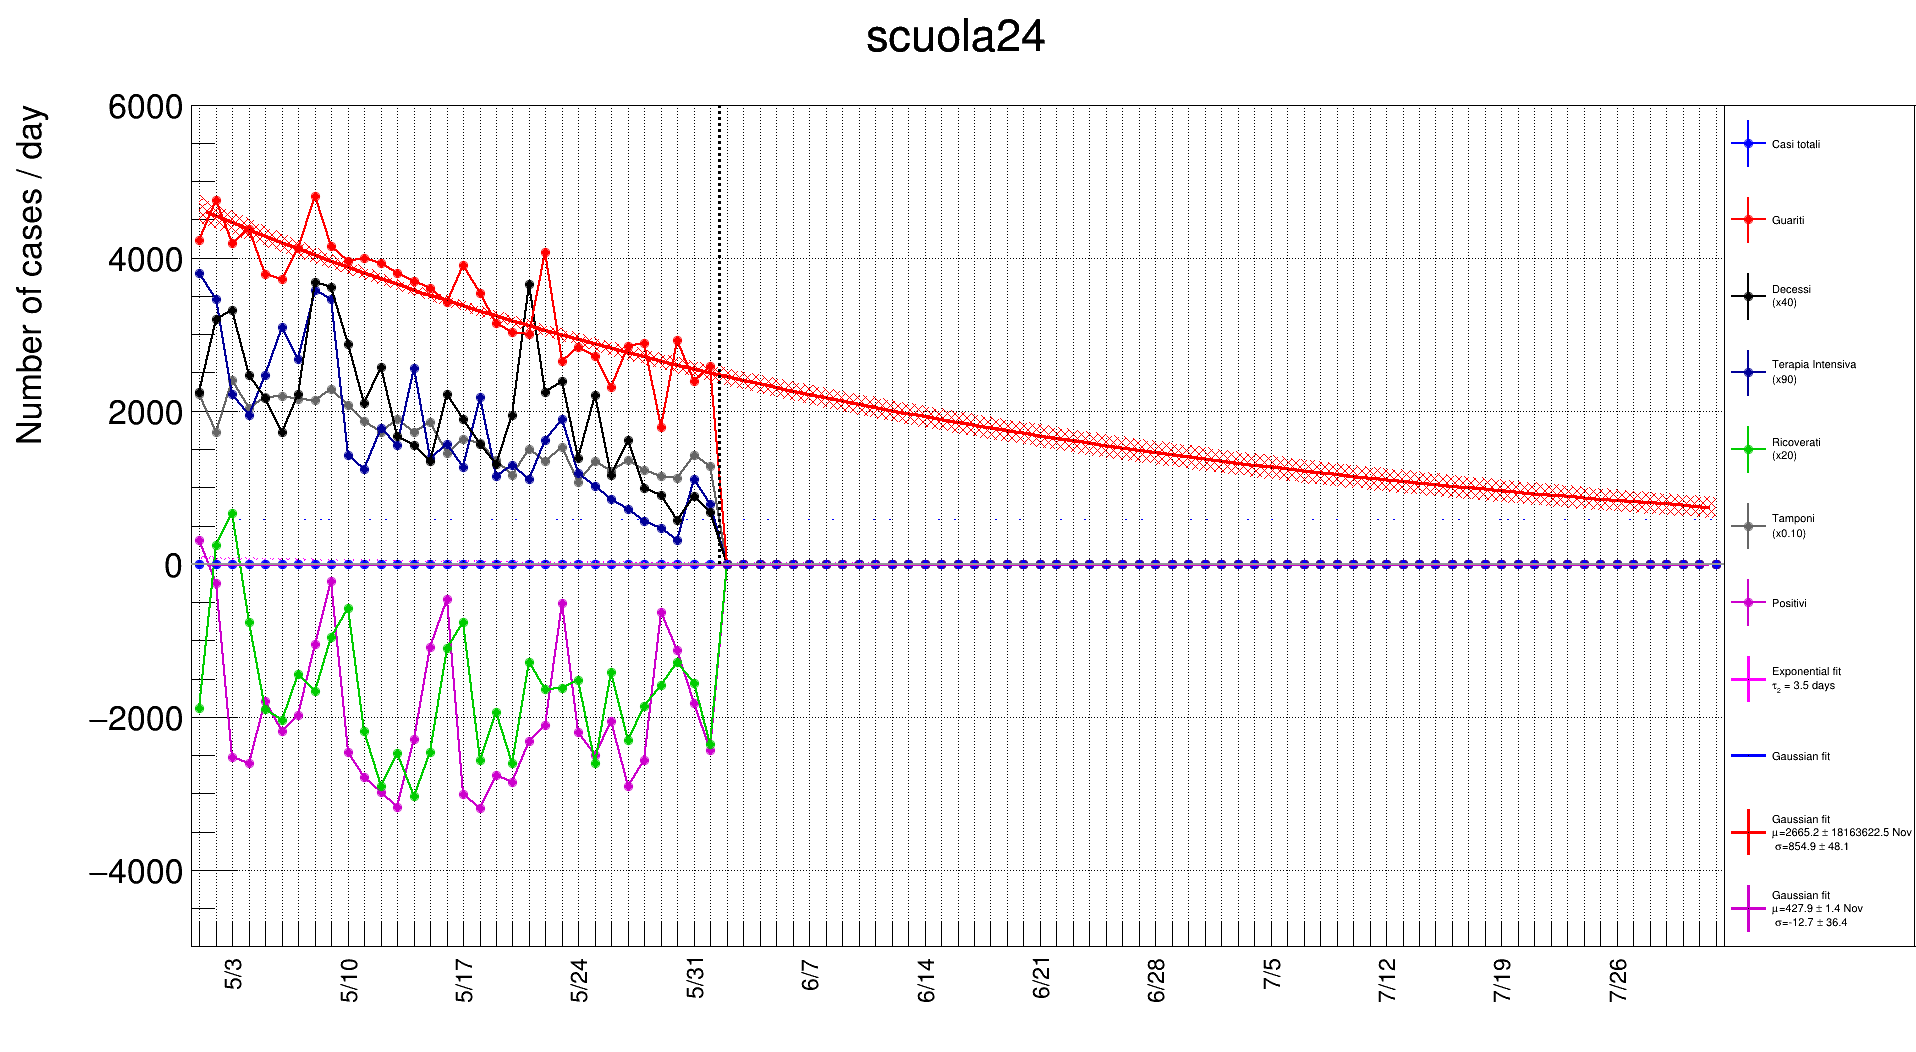 scuola24
Number of cases / day
6000
4000
2000
0
−2000
−4000
5/3
5/10
5/17
5/24
5/31
6/7
6/14
6/21
6/28
7/5
7/12
7/19
7/26
Casi totali
Guariti
Decessi
(x40)
Terapia Intensiva
(x90)
Ricoverati
(x20)
Tamponi
(x0.10)
Positivi
Exponential fit
τ2 = 3.5 days
Gaussian fit
Gaussian fit
μ=2665.2 ± 18163622.5 Nov
σ=854.9 ± 48.1
Gaussian fit
μ=427.9 ± 1.4 Nov
σ=-12.7 ± 36.4